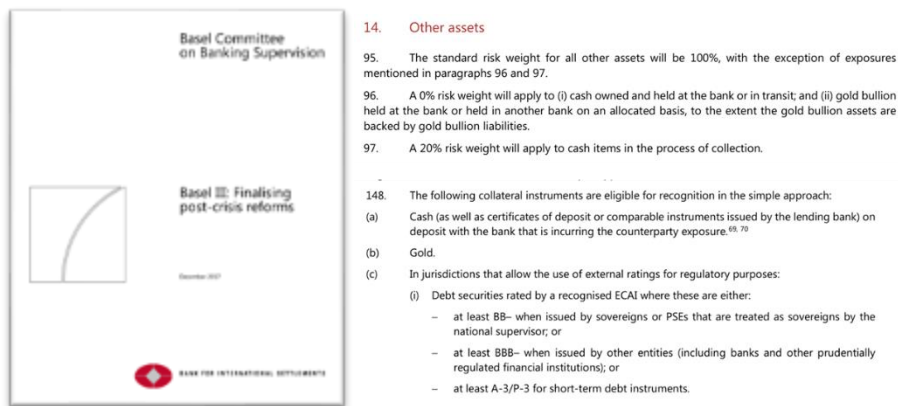 Basel Committee
on Banking Supervision
Basel III: Finalising
post-crisis reforms
December 2017
BANK FOR INTERNATIONAL SETTLEMENTS
14. Other assets
95. The standard risk weight for all other assets will be 100%, with the exception of exposures
mentioned in paragraphs 96 and 97.
96. A 0% risk weight will apply to (i) cash owned and held at the bank or in transit; and (ii) gold bullion
held at the bank or held in another bank on an allocated basis, to the extent the gold bullion assets are
backed by gold bullion liabilities.
97. A 20% risk weight will apply to cash items in the process of collection.
148. The following collateral instruments are eligible for recognition in the simple approach:
(a) Cash (as well as certificates of deposit or comparable instruments issued by the lending bank) on
deposit with the bank that is incurring the counterparty exposure.69, 70
(b) Gold.
(c) In jurisdictions that allow the use of external ratings for regulatory purposes:
(i) Debt securities rated by a recognised ECAI where these are either:
– at least BB– when issued by sovereigns or PSEs that are treated as sovereigns by the
national supervisor; or
– at least BBB– when issued by other entities (including banks and other prudentially
regulated financial institutions); or
– at least A-3/P-3 for short-term debt instruments.